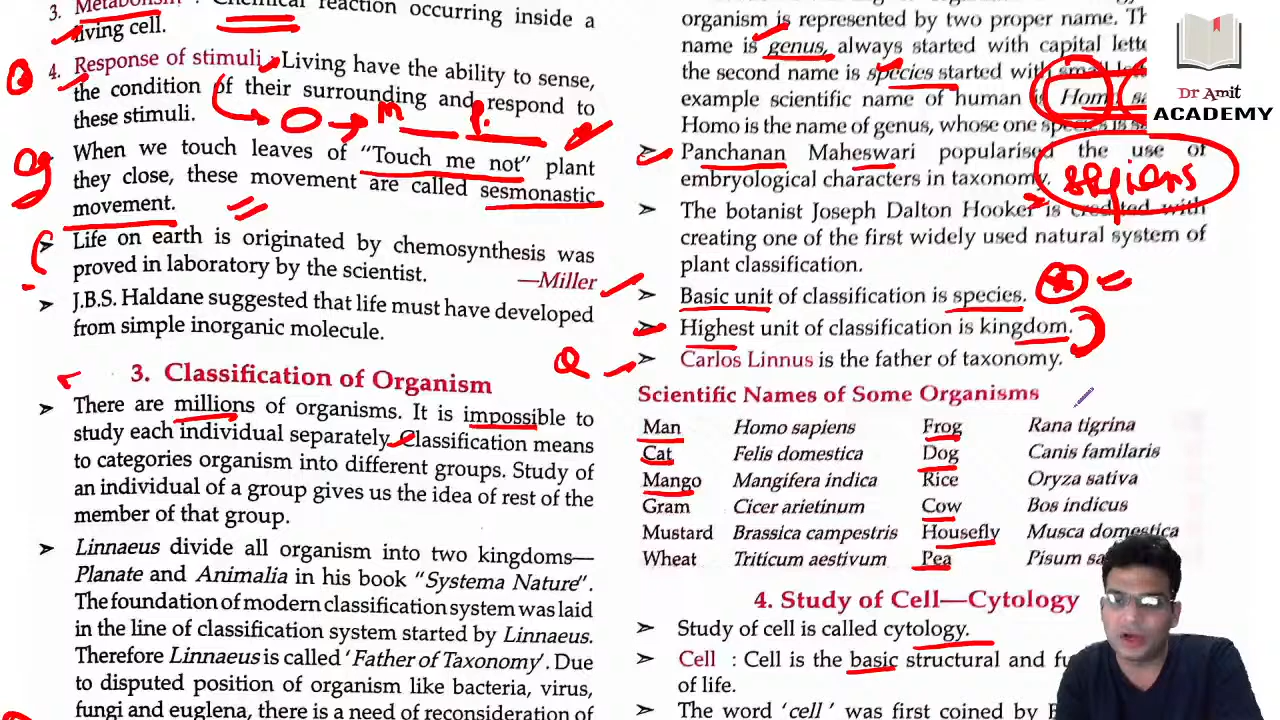 3. Metabolism : Chemical reaction occurring inside a
living cell.
4. Response of stimuli : Living have the ability to sense,
the condition of their surrounding and respond to
these stimuli.
When we touch leaves of "Touch me not" plant
they close, these movement are called sesmonastic
movement.
➤ Life on earth is originated by chemosynthesis was
proved in laboratory by the scientist. —Miller
➤ J.B.S. Haldane suggested that life must have developed
from simple inorganic molecule.
3. Classification of Organism
➤ There are millions of organisms. It is impossible to
study each individual separately. Classification means
to categories organism into different groups. Study of
an individual of a group gives us the idea of rest of the
member of that group.
➤ Linnaeus divide all organism into two kingdoms—
Planate and Animalia in his book "Systema Nature".
The foundation of modern classification system was laid
in the line of classification system started by Linnaeus.
Therefore Linnaeus is called 'Father of Taxonomy'. Due
to disputed position of organism like bacteria, virus,
fungi and euglena, there is a need of reconsideration of
organism is represented by two proper name.
name is genus, always started with capital
the second name is species started with small
example scientific name of human is Homo
Homo is the name of genus, whose one species is
➤ Panchanan Maheswari popularised the use of
embryological characters in taxonomy.
sapiens
➤ The botanist Joseph Dalton Hooker is credited with
creating one of the first widely used natural system of
plant classification.
➤ Basic unit of classification is species.
➤ Highest unit of classification is kingdom.
➤ Carlos Linnus is the father of taxonomy.
Scientific Names of Some Organisms
Man Homo sapiens Frog Rana tigrina
Cat Felis domestica Dog Canis familaris
Mango Mangifera indica Rice Oryza sativa
Gram Cicer arietinum Cow Bos indicus
Mustard Brassica campestris Housefly Musca domestica
Wheat Triticum aestivum Pea Pisum
4. Study of Cell—Cytology
➤ Study of cell is called cytology.
➤ Cell : Cell is the basic structural and
of life.
➤ The word 'cell' was first coined by
Dr Amit
ACADEMY